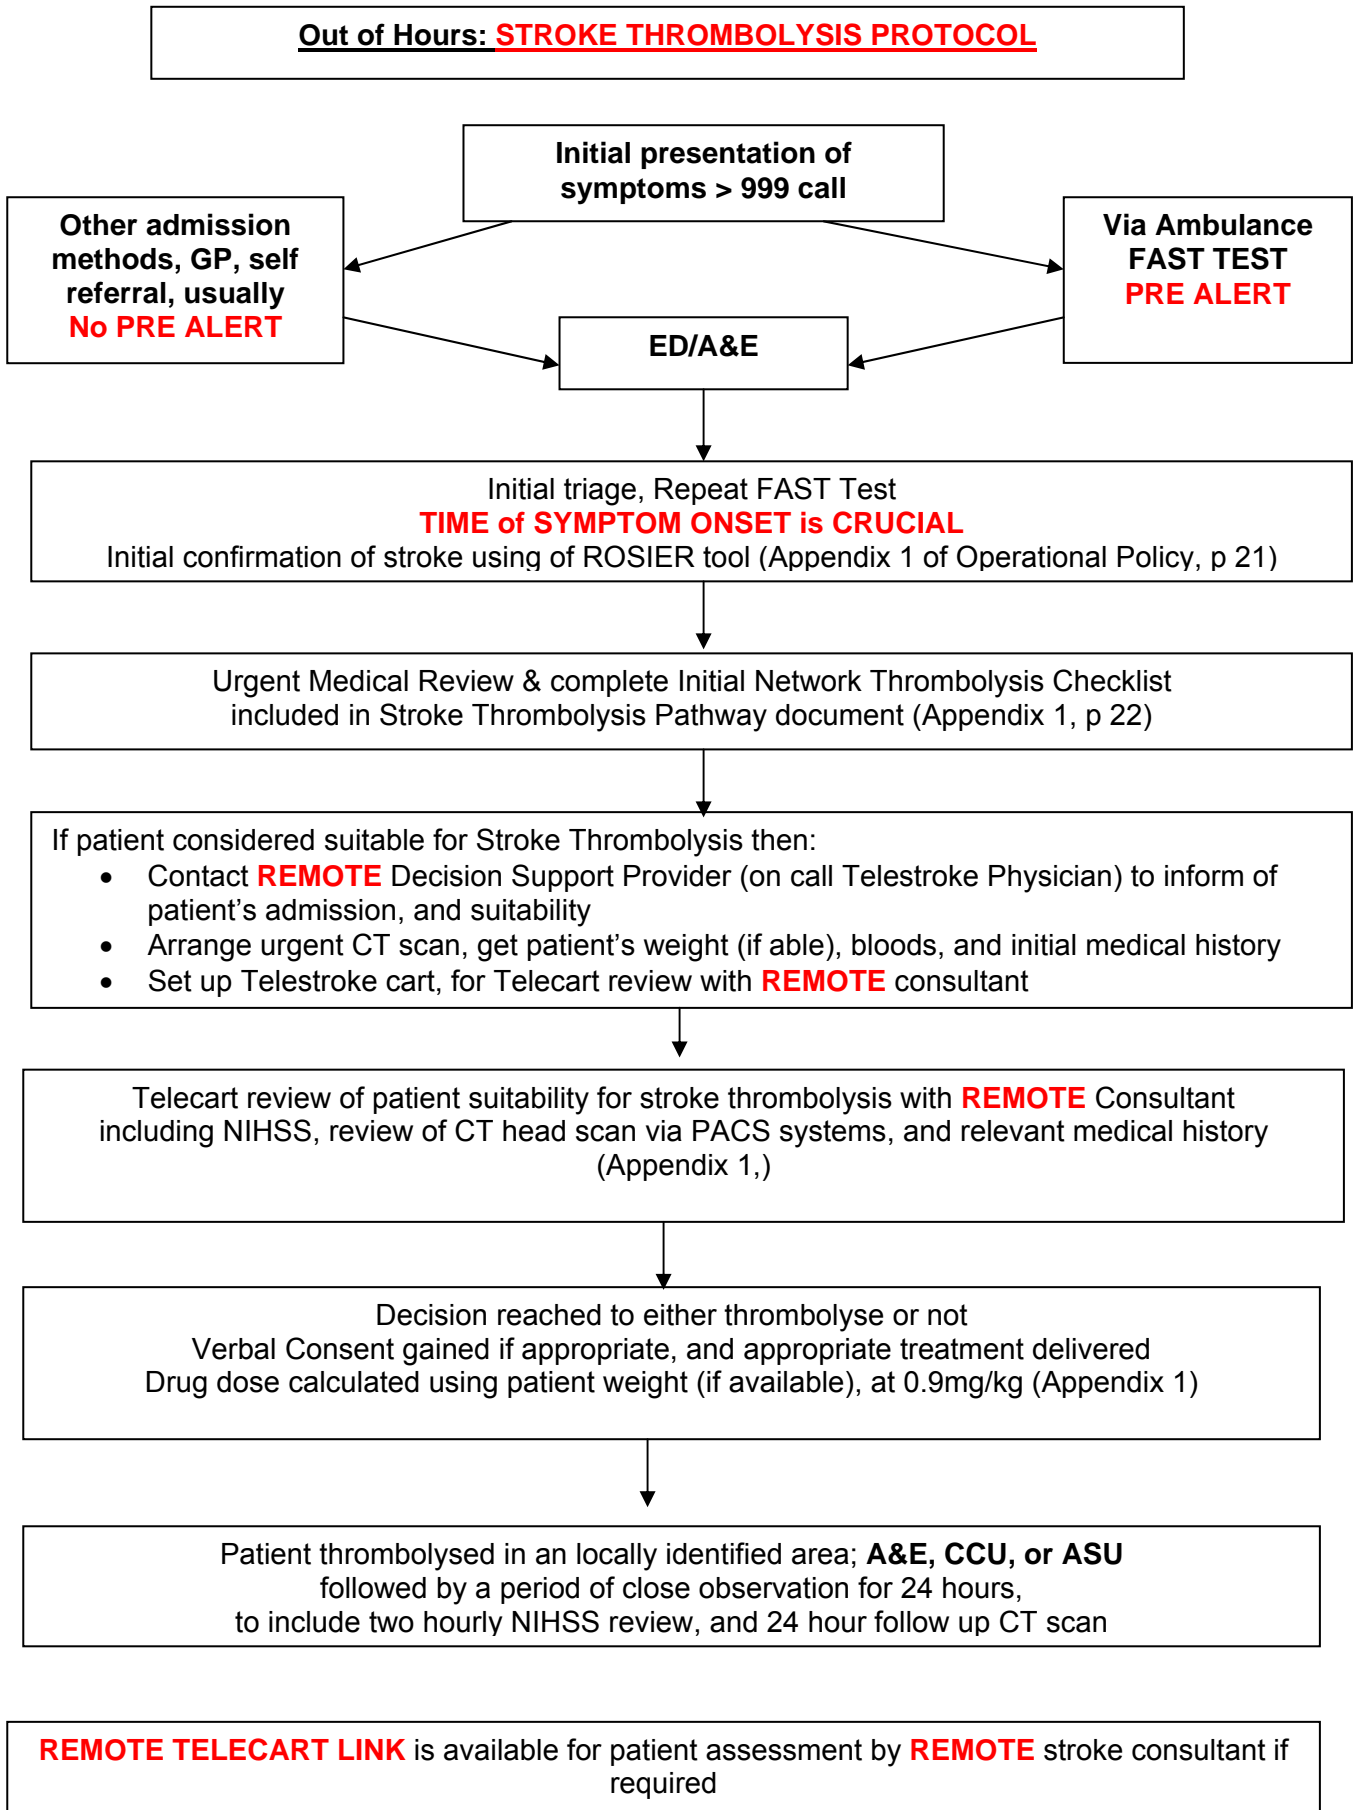 Out of Hours: STROKE THROMBOLYSIS PROTOCOL
Initial presentation of
symptoms > 999 call
Other admission
methods, GP, self
referral, usually
No PRE ALERT
Via Ambulance
FAST TEST
PRE ALERT
ED/A&E
Initial triage, Repeat FAST Test
TIME of SYMPTOM ONSET is CRUCIAL
Initial confirmation of stroke using of ROSIER tool (Appendix 1 of Operational Policy, p 21)
Urgent Medical Review & complete Initial Network Thrombolysis Checklist
included in Stroke Thrombolysis Pathway document (Appendix 1, p 22)
If patient considered suitable for Stroke Thrombolysis then:
• Contact REMOTE Decision Support Provider (on call Telestroke Physician) to inform of
patient's admission, and suitability
• Arrange urgent CT scan, get patient's weight (if able), bloods, and initial medical history
• Set up Telestroke cart, for Telecart review with REMOTE consultant
Telecart review of patient suitability for stroke thrombolysis with REMOTE Consultant
including NIHSS, review of CT head scan via PACS systems, and relevant medical history
(Appendix 1,)
Decision reached to either thrombolyse or not
Verbal Consent gained if appropriate, and appropriate treatment delivered
Drug dose calculated using patient weight (if available), at 0.9mg/kg (Appendix 1)
Patient thrombolysed in an locally identified area; A&E, CCU, or ASU
followed by a period of close observation for 24 hours,
to include two hourly NIHSS review, and 24 hour follow up CT scan
REMOTE TELECART LINK is available for patient assessment by REMOTE stroke consultant if
required